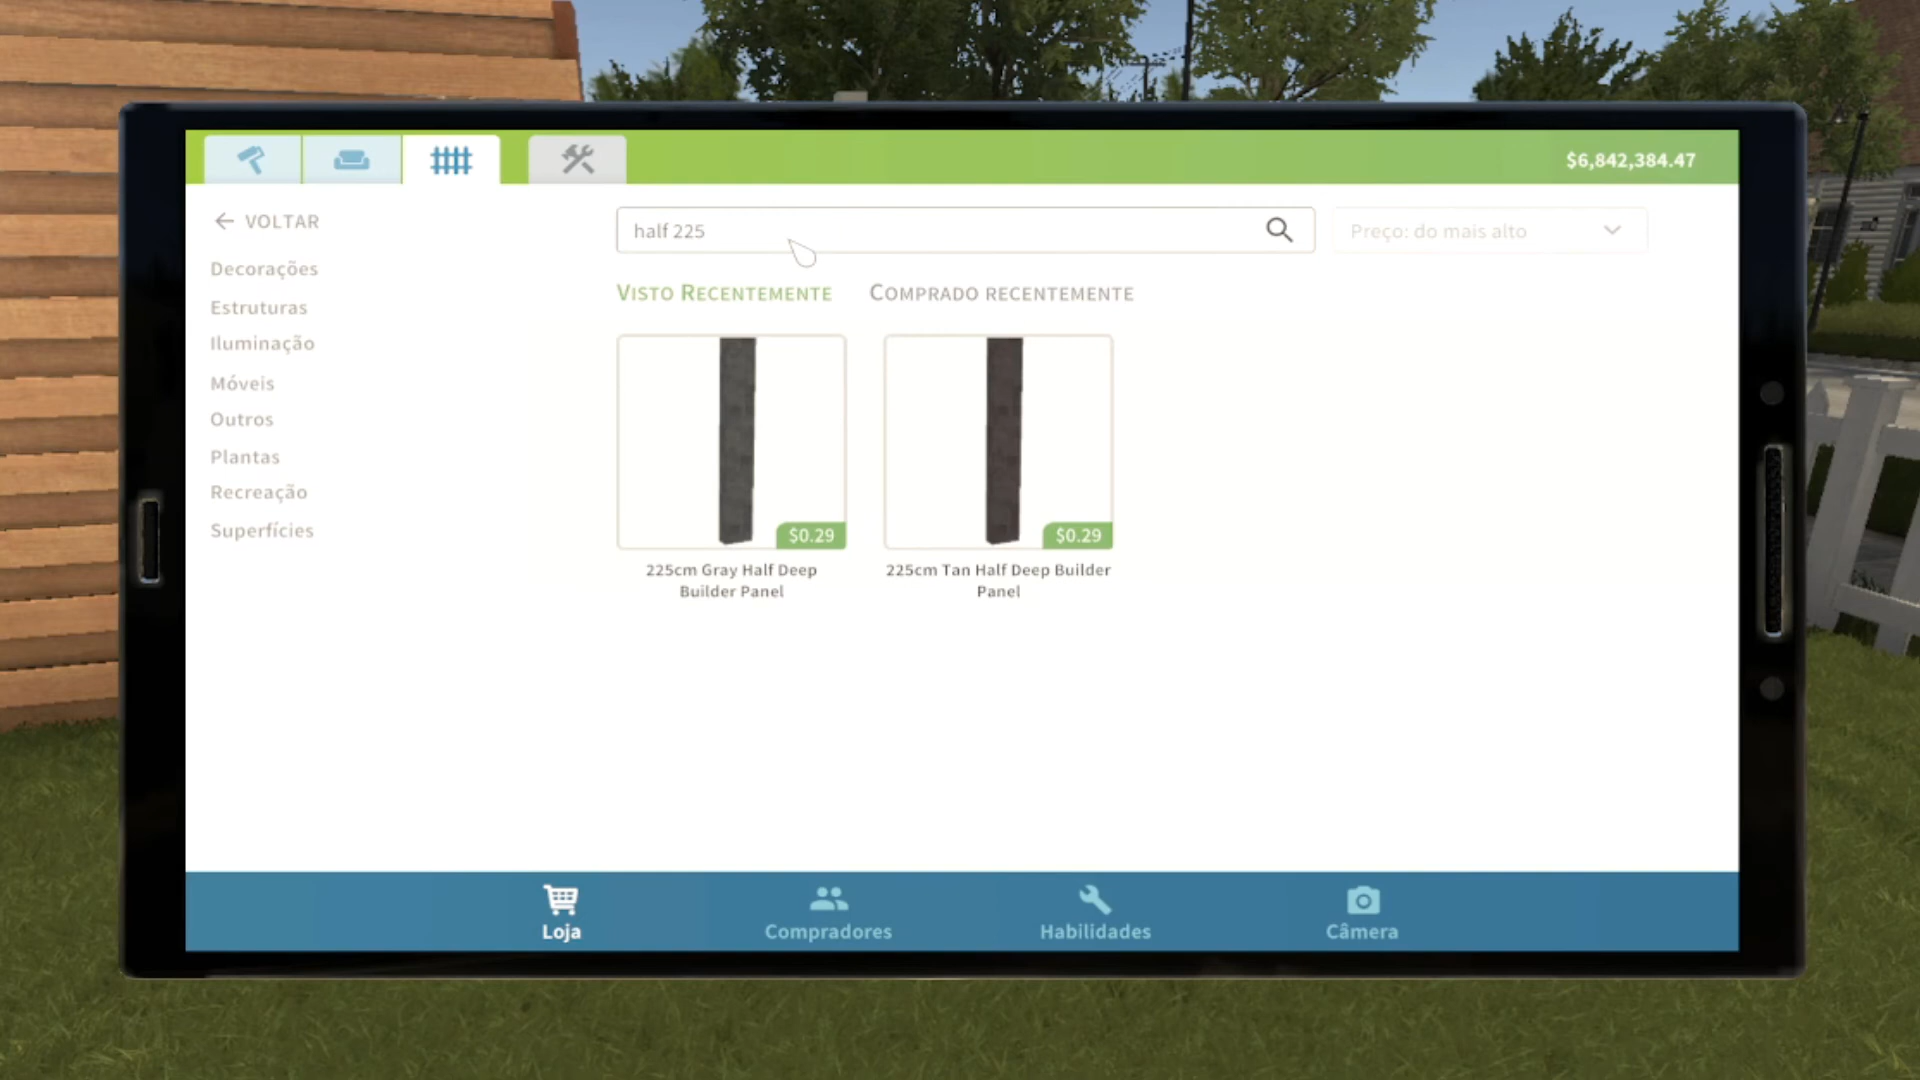 $6,842,384.47
VOLTAR
half 225
Preço: do mais alto
Decorações
Estruturas
Iluminação
Móveis
Outros
Plantas
Recreação
Superfícies
VISTO RECENTEMENTE
COMPRADO RECENTEMENTE
$0.29
225cm Gray Half Deep
Builder Panel
$0.29
225cm Tan Half Deep Builder
Panel
Loja
Compradores
Habilidades
Câmera